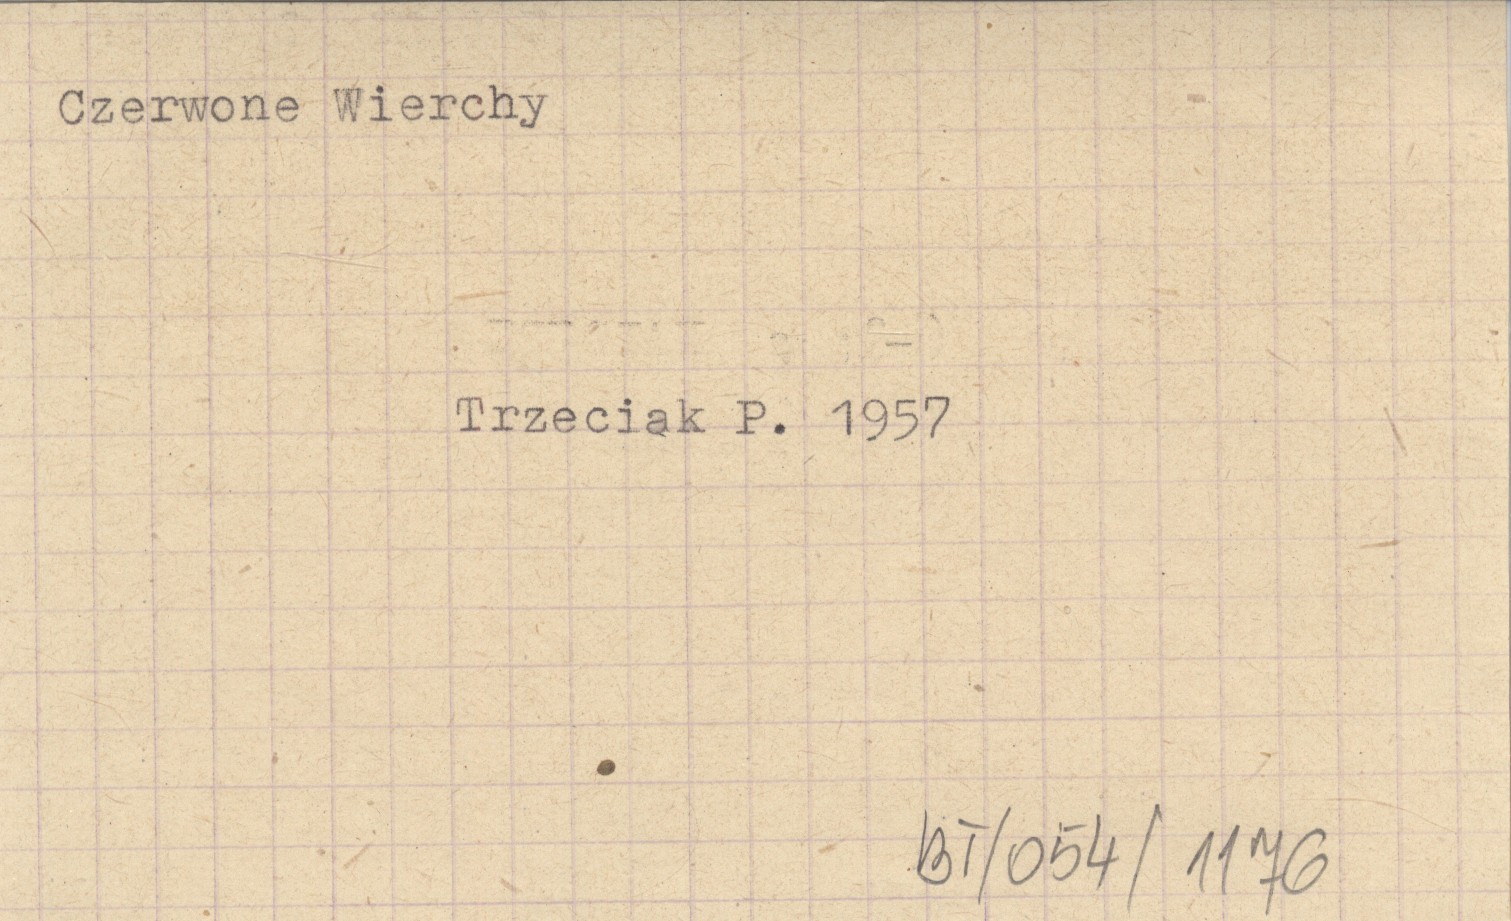 Czerwone Wierchy
Trzeciak P. 1957
BT/054/1176